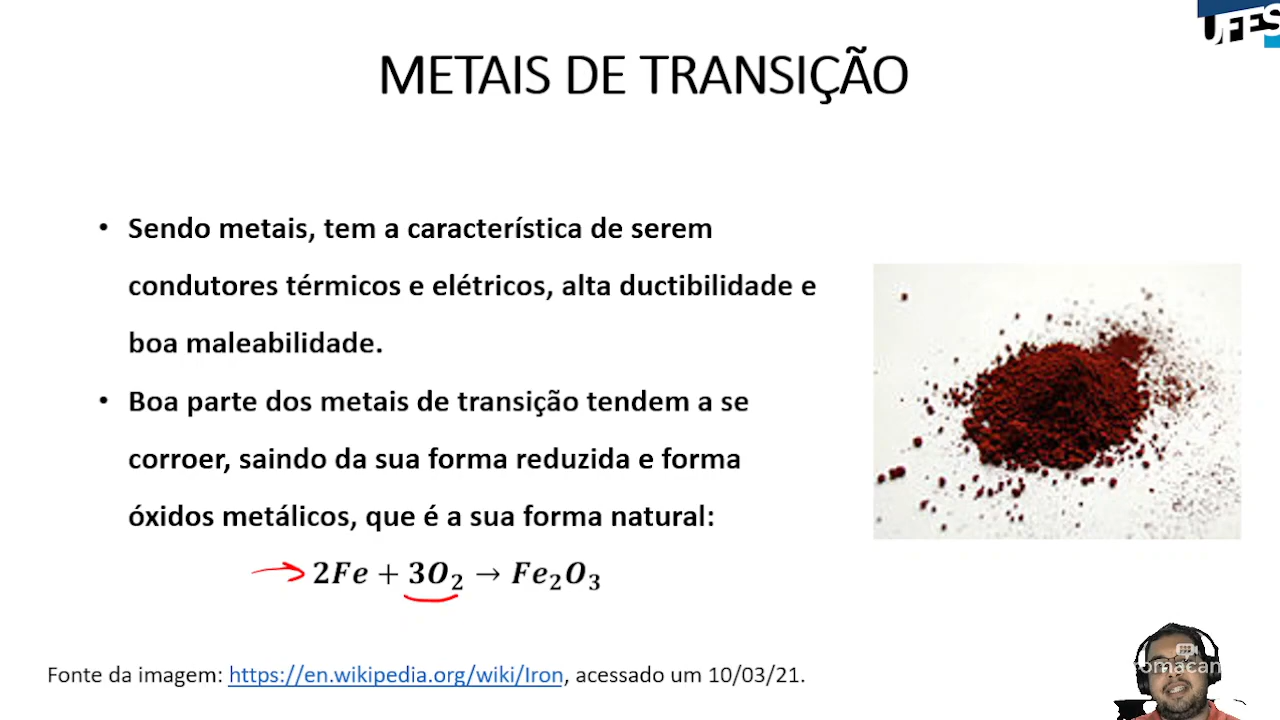 UFES
METAIS DE TRANSIÇÃO
• Sendo metais, tem a característica de serem
condutores térmicos e elétricos, alta ductibilidade e
boa maleabilidade.
• Boa parte dos metais de transição tendem a se
corroer, saindo da sua forma reduzida e forma
óxidos metálicos, que é a sua forma natural:
2Fe + 3O₂ → Fe₂O₃
Fonte da imagem: https://en.wikipedia.org/wiki/Iron, acessado um 10/03/21.